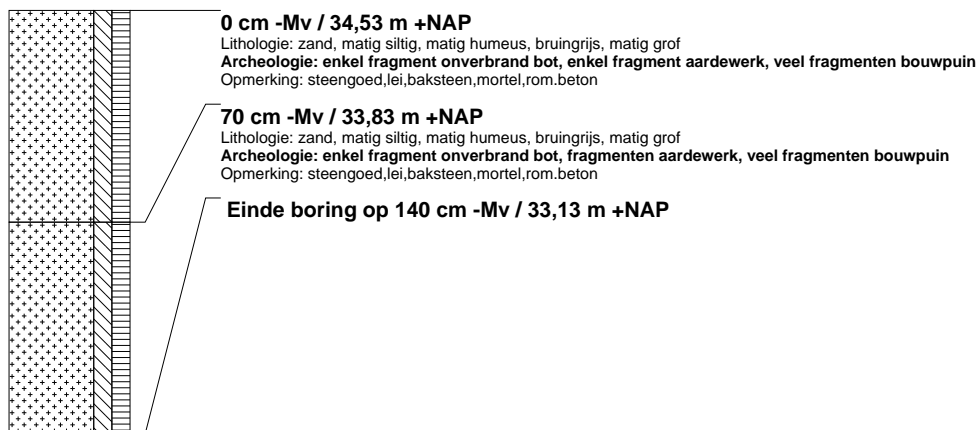 0 cm -Mv / 34,53 m +NAP
Lithologie: zand, matig siltig, matig humeus, bruingrijs, matig grof
Archeologie: enkel fragment onverbrand bot, enkel fragment aardewerk, veel fragmenten bouwpuin
Opmerking: steengoed,lei,baksteen,mortel,rom.beton
70 cm -Mv / 33,83 m +NAP
Lithologie: zand, matig siltig, matig humeus, bruingrijs, matig grof
Archeologie: enkel fragment onverbrand bot, fragmenten aardewerk, veel fragmenten bouwpuin
Opmerking: steengoed,lei,baksteen,mortel,rom.beton
Einde boring op 140 cm -Mv / 33,13 m +NAP